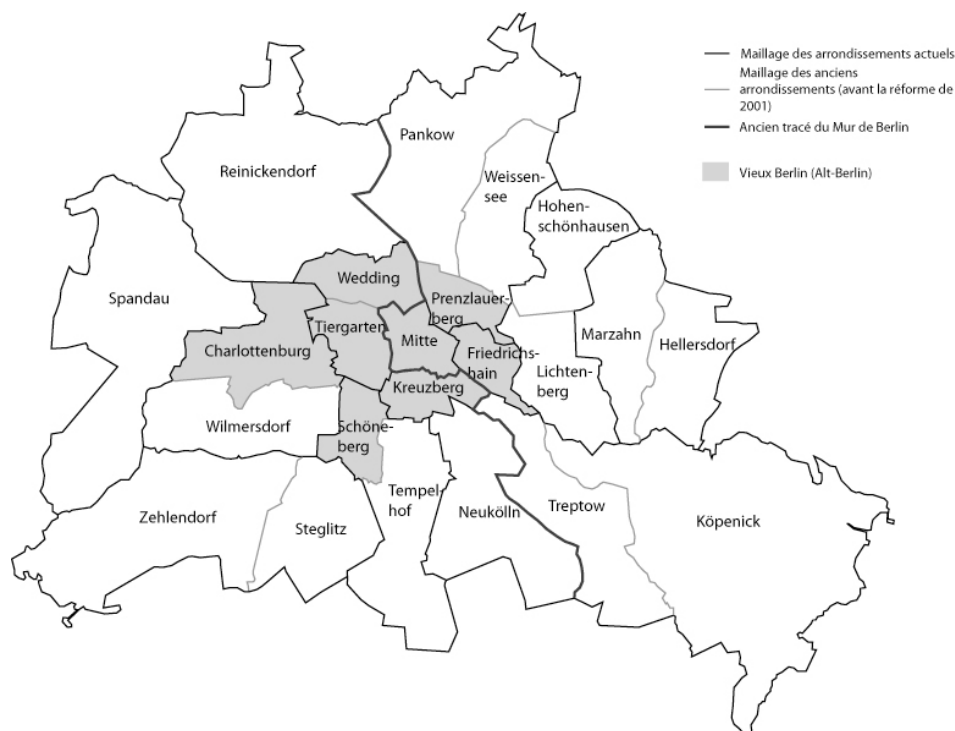 Maillage des arrondissements actuels
Maillage des anciens
arrondissements (avant la réforme de
2001)
Ancien tracé du Mur de Berlin
Vieux Berlin (Alt-Berlin)
Pankow
Reinickendorf
Weissen-
see
Hohen-
schönhausen
Wedding
Spandau
Prenzlauer-
berg
Tiergarten
Mitte
Marzahn
Hellersdorf
Charlottenburg
Friedrichs-
hain
Lichten-
berg
Kreuzberg
Wilmersdorf
Schöne-
berg
Tempel-
hof
Zehlendorf
Steglitz
Neukölln
Treptow
Köpenick